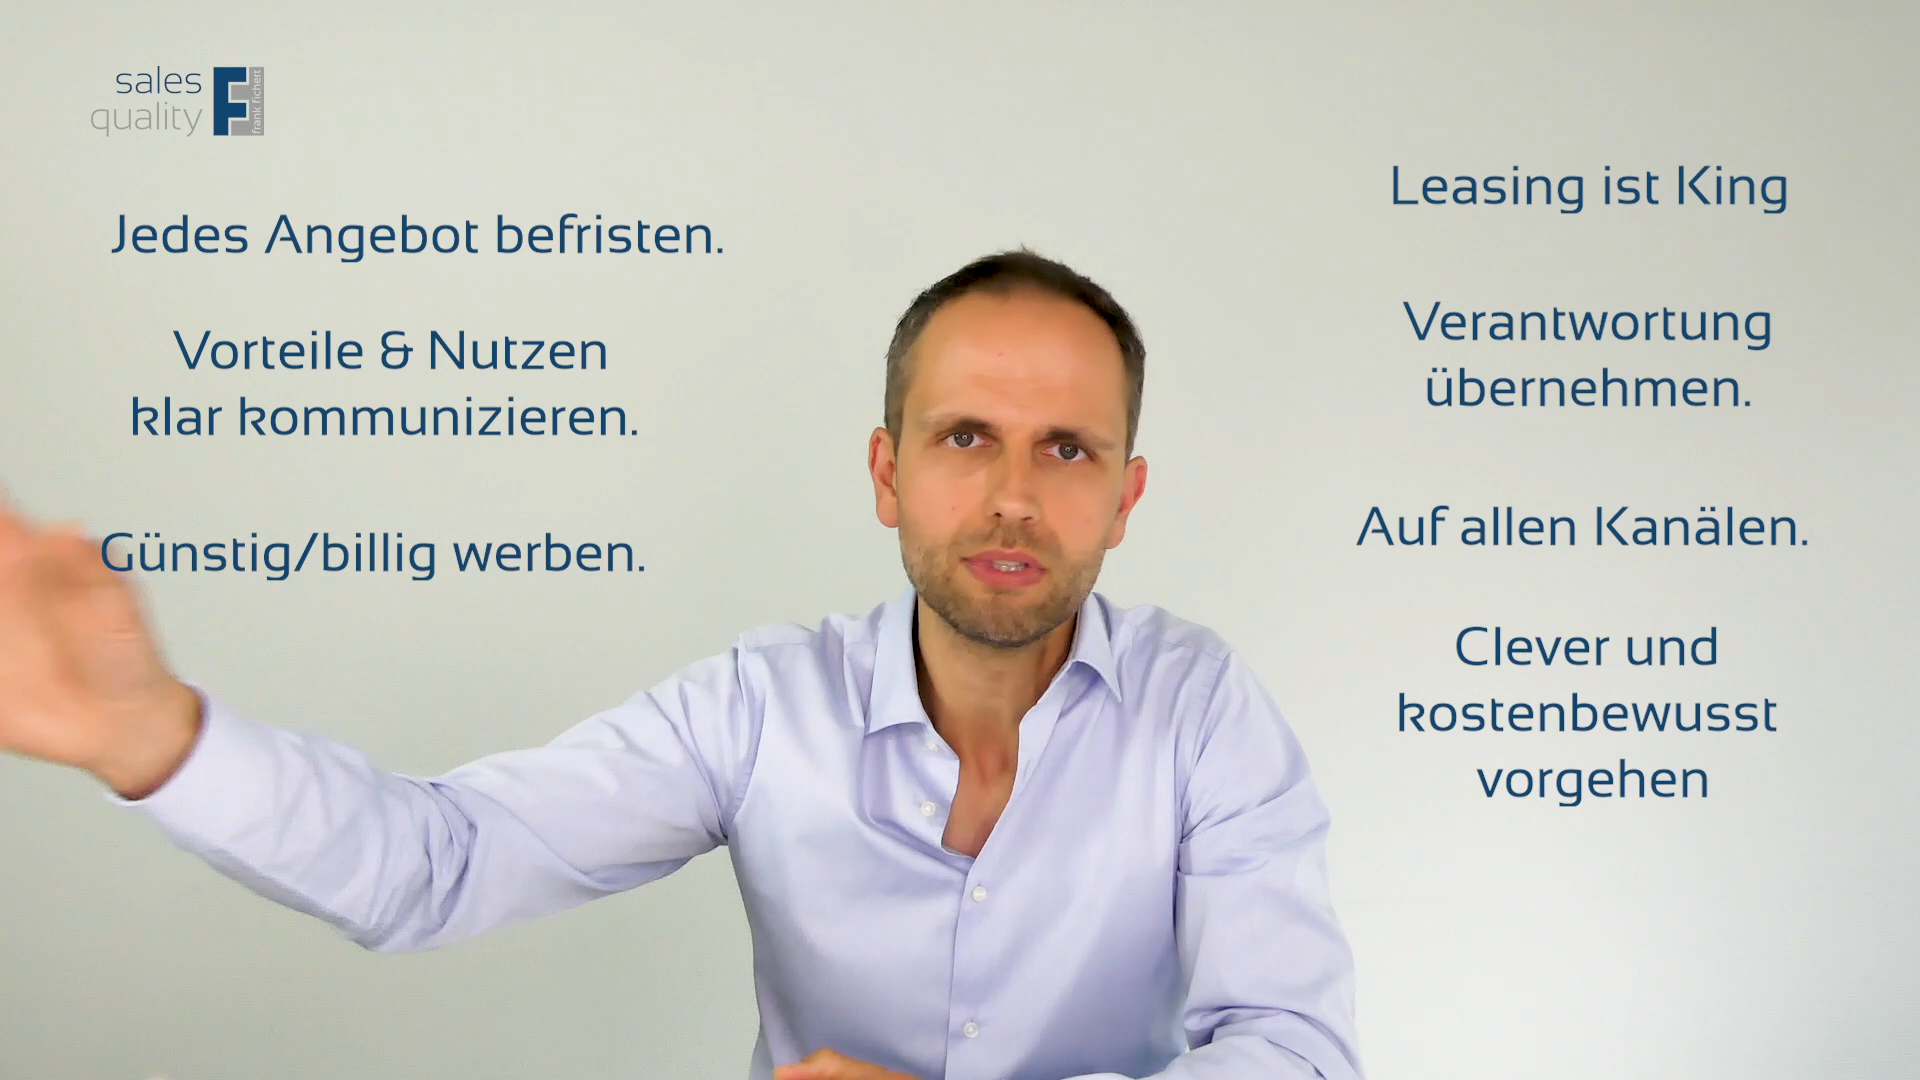 sales
quality
frank fichert
Jedes Angebot befristen.
Vorteile & Nutzen
klar kommunizieren.
Günstig/billig werben.
Leasing ist King
Verantwortung
übernehmen.
Auf allen Kanälen.
Clever und
kostenbewusst
vorgehen